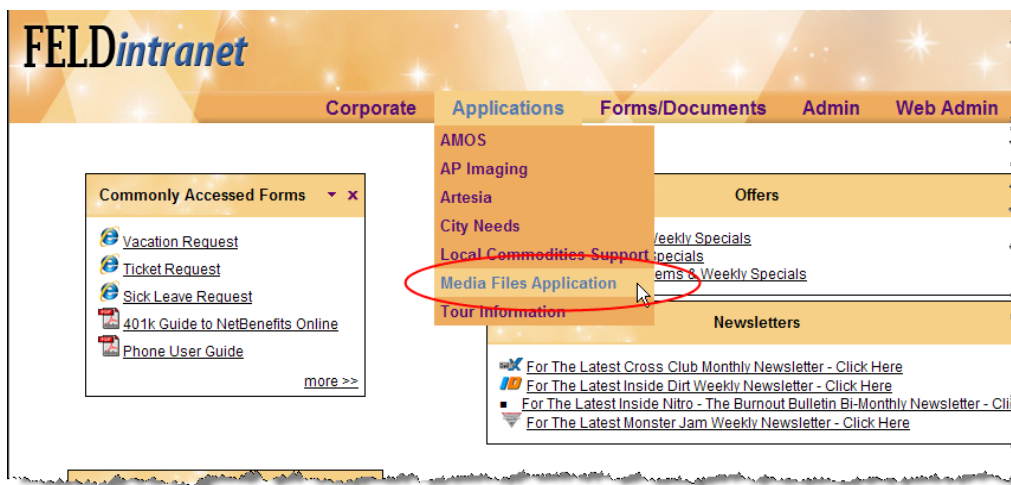 FELDintranet
Corporate Applications Forms/Documents Admin Web Admin
AMOS
AP Imaging
Artesia
City Needs
Local Commodities Support
Media Files Application
Tour Information
Commonly Accessed Forms
Vacation Request
Ticket Request
Sick Leave Request
401k Guide to NetBenefits Online
Phone User Guide
more >>
Offers
Weekly Specials
Specials
& Weekly Specials
Newsletters
For The Latest Cross Club Monthly Newsletter - Click Here
For The Latest Inside Dirt Weekly Newsletter - Click Here
For The Latest Inside Nitro - The Burnout Bulletin Bi-Monthly Newsletter - Cli
For The Latest Monster Jam Weekly Newsletter - Click Here